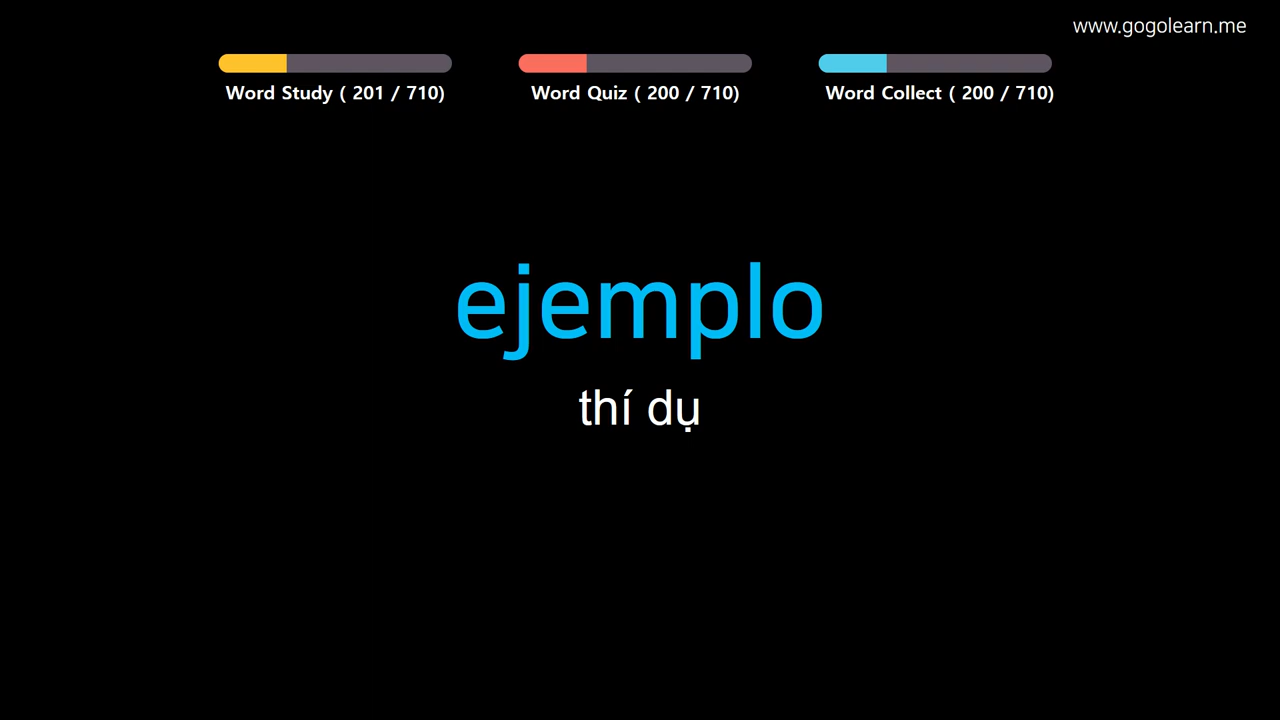 www.gogolearn.me
Word Study ( 201 / 710)
Word Quiz ( 200 / 710)
Word Collect ( 200 / 710)
ejemplo
thí dụ